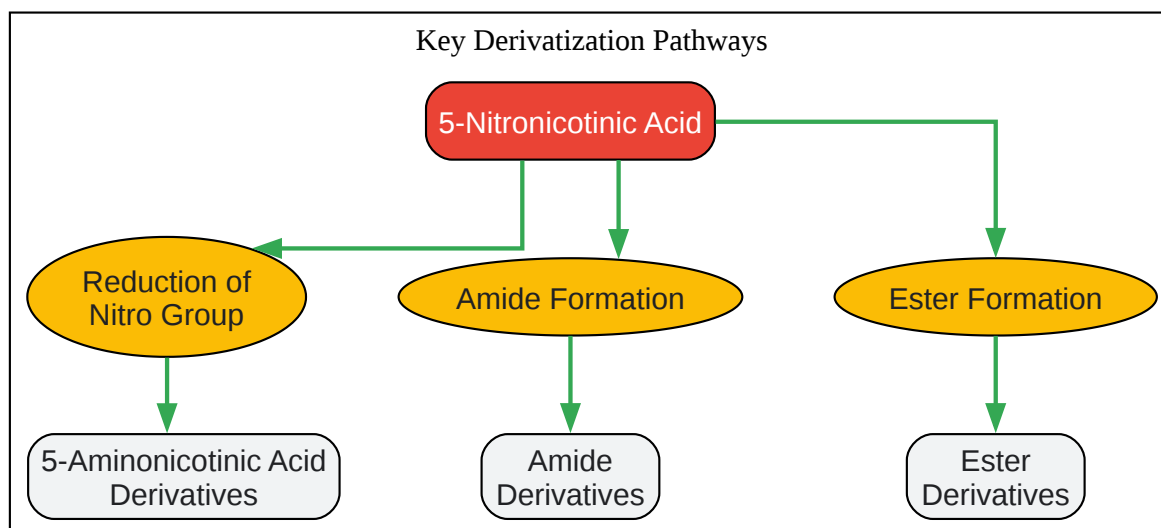 Key Derivatization Pathways
5-Nitronicotinic Acid
Reduction of
Nitro Group
Amide Formation
Ester Formation
5-Aminonicotinic Acid
Derivatives
Amide
Derivatives
Ester
Derivatives